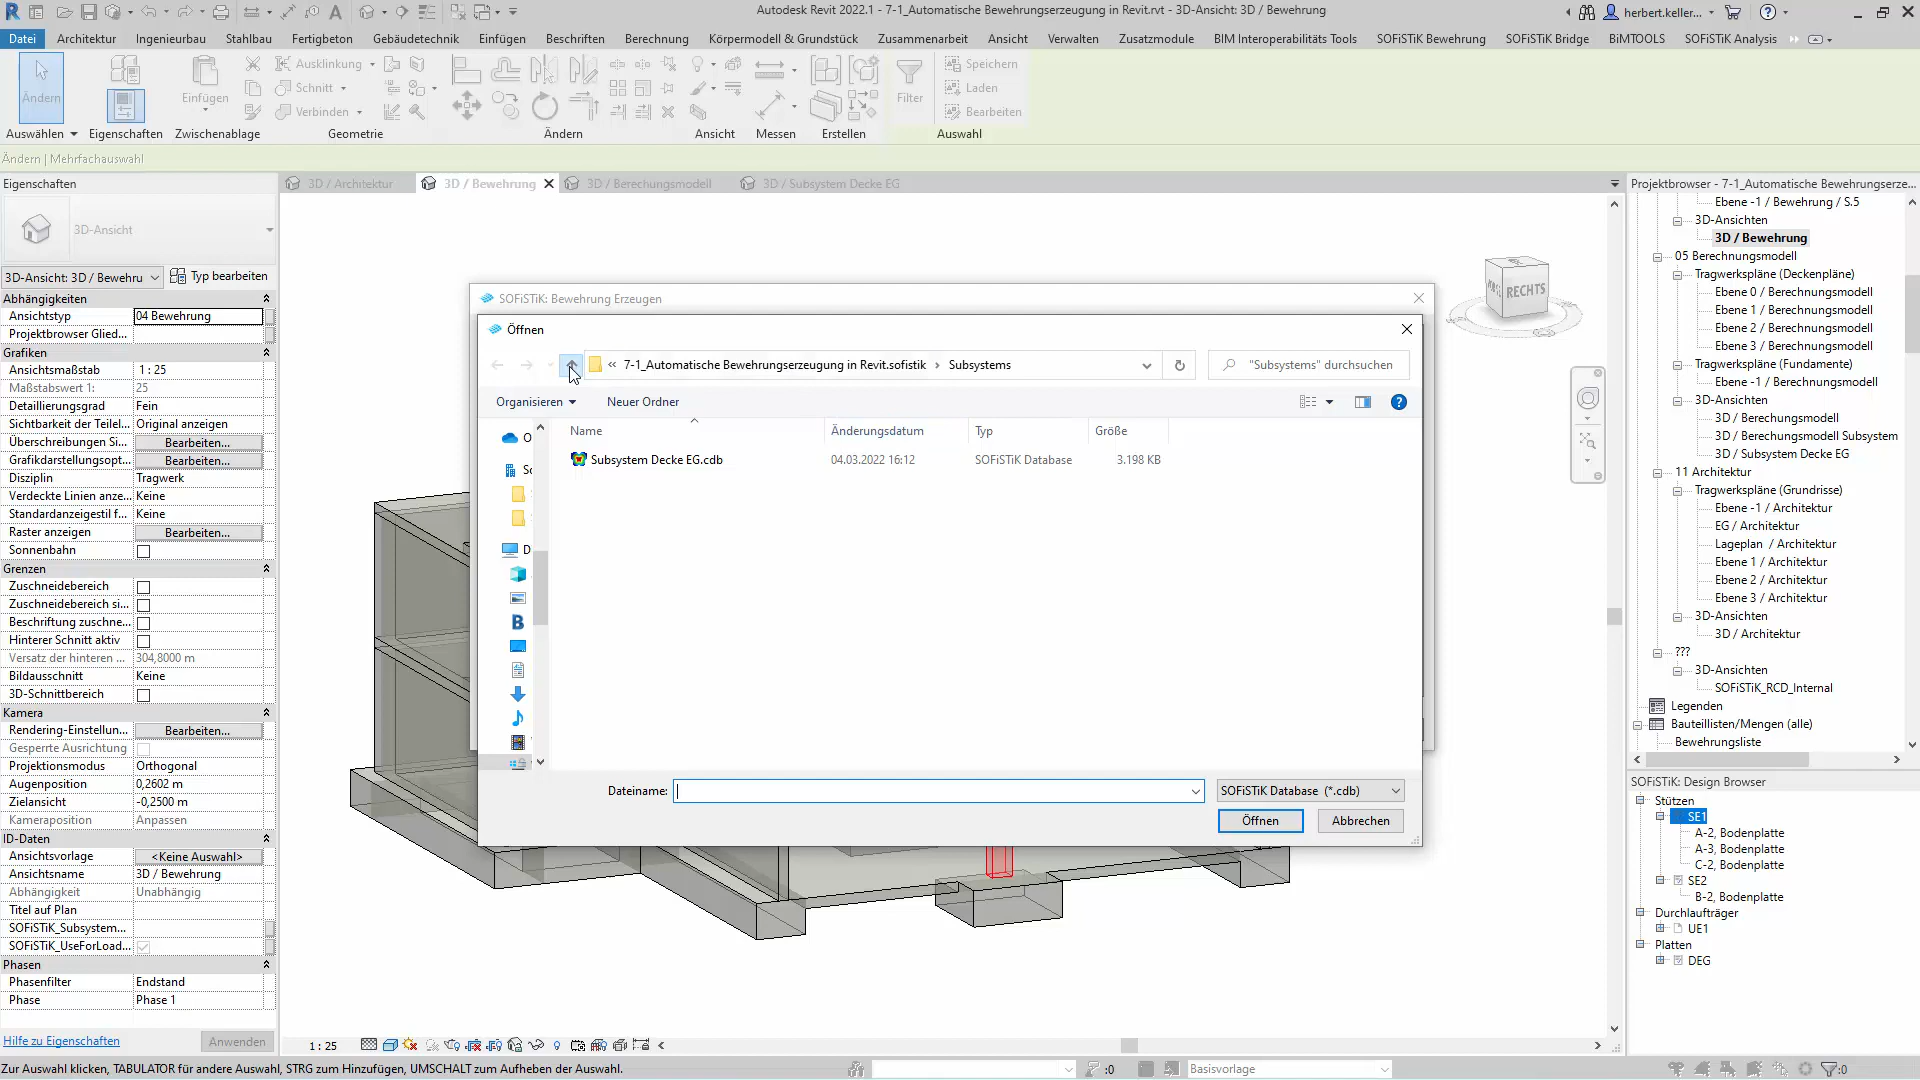 Autodesk Revit 2022.1 - 7-1_Automatische Bewehrungserzeugung in Revit.rvt - 3D-Ansicht: 3D / Bewehrung
herbert.keller...
Datei Architektur Ingenieurbau Stahlbau Fertigbeton Gebäudetechnik Einfügen Beschriften Berechnung Körpermodell & Grundstück Zusammenarbeit Ansicht Verwalten Zusatzmodule BIM Interoperabilitäts Tools SOFiSTiK Bewehrung SOFiSTiK Bridge BiMTOOLS SOFiSTiK Analysis
Ändern
Einfügen
Ausklinkung
Schnitt
Verbinden
Filter
Speichern
Laden
Bearbeiten
Auswählen Eigenschaften Zwischenablage Geometrie Ändern Ansicht Messen Erstellen Auswahl
Ändern | Mehrfachauswahl
Eigenschaften
3D-Ansicht
3D-Ansicht: 3D / Bewehru Typ bearbeiten
Abhängigkeiten
Ansichtstyp 04 Bewehrung
Projektbrowser Glied...
Grafiken
Ansichtsmaßstab 1 : 25
Maßstabswert 1: 25
Detaillierungsgrad Fein
Sichtbarkeit der Teilel... Original anzeigen
Überschreibungen Si... Bearbeiten...
Grafikdarstellungsopt... Bearbeiten...
Disziplin Tragwerk
Verdeckte Linien anze... Keine
Standardanzeigestil f... Keine
Raster anzeigen Bearbeiten...
Sonnenbahn
Grenzen
Zuschneidebereich
Zuschneidebereich si...
Beschriftung zuschne...
Hinterer Schnitt aktiv
Versatz der hinteren ... 304,8000 m
Bildausschnitt Keine
3D-Schnittbereich
Kamera
Rendering-Einstellun... Bearbeiten...
Gesperte Ausrichtung
Projektionsmodus Orthogonal
Augenposition 0,2602 m
Zielansicht -0,2500 m
Kameraposition Anpassen
ID-Daten
Ansichtsvorlage <Keine Auswahl>
Ansichtsname 3D / Bewehrung
Abhängigkeit Unabhängig
Titel auf Plan
SOFiSTiK_Subsystem...
SOFiSTiK_UseForLoad...
Phasen
Phasenfilter Endstand
Phase Phase 1
Hilfe zu Eigenschaften Anwenden
3D / Architektur 3D / Bewehrung 3D / Berechungsmodell 3D / Subsystem Decke EG
RECHTS
SOFiSTiK: Bewehrung Erzeugen
Öffnen
« 7-1_Automatische Bewehrungserzeugung in Revit.sofistik › Subsystems
"Subsystems" durchsuchen
Organisieren Neuer Ordner
Name Änderungsdatum Typ Größe
Subsystem Decke EG.cdb 04.03.2022 16:12 SOFiSTiK Database 3.198 KB
Dateiname: SOFiSTiK Database (*.cdb)
Öffnen Abbrechen
1 : 25
Projektbrowser - 7-1_Automatische Bewehrungserze...
Ebene -1 / Bewehrung / S.5
3D-Ansichten
3D / Bewehrung
05 Berechnungsmodell
Tragwerkspläne (Deckenpläne)
Ebene 0 / Berechnungsmodell
Ebene 1 / Berechnungsmodell
Ebene 2 / Berechnungsmodell
Ebene 3 / Berechnungsmodell
Tragwerkspläne (Fundamente)
Ebene -1 / Berechnungsmodell
3D-Ansichten
3D / Berechungsmodell
3D / Berechungsmodell Subsystem
3D / Subsystem Decke EG
11 Architektur
Tragwerkspläne (Grundrisse)
Ebene -1 / Architektur
EG / Architektur
Lageplan / Architektur
Ebene 1 / Architektur
Ebene 2 / Architektur
Ebene 3 / Architektur
3D-Ansichten
3D / Architektur
???
3D-Ansichten
SOFiSTiK_RCD_Internal
Legenden
Bauteillisten/Mengen (alle)
Bewehrungsliste
SOFiSTiK: Design Browser
Stützen
SE1
A-2, Bodenplatte
A-3, Bodenplatte
C-2, Bodenplatte
SE2
B-2, Bodenplatte
Durchlaufträger
UE1
Platten
DEG
Zur Auswahl klicken, TABULATOR für andere Auswahl, STRG zum Hinzufügen, UMSCHALT zum Aufheben der Auswahl.
:0
Basisvorlage
:0